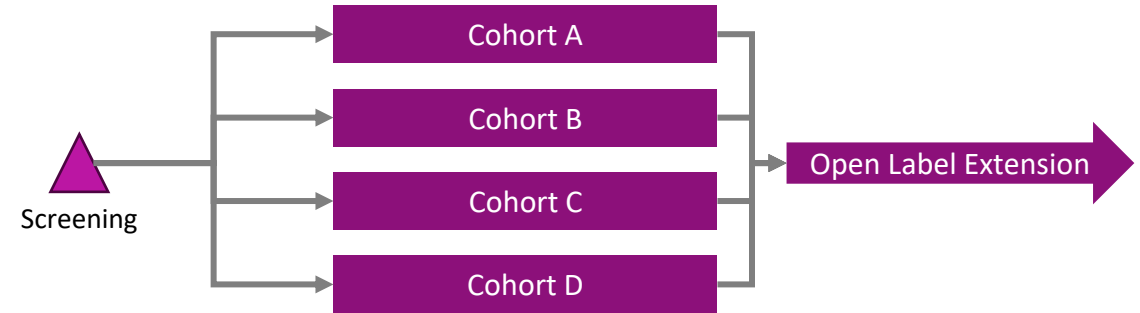 Cohort A
Cohort B
Screening
Cohort C
Cohort D
Open Label Extension